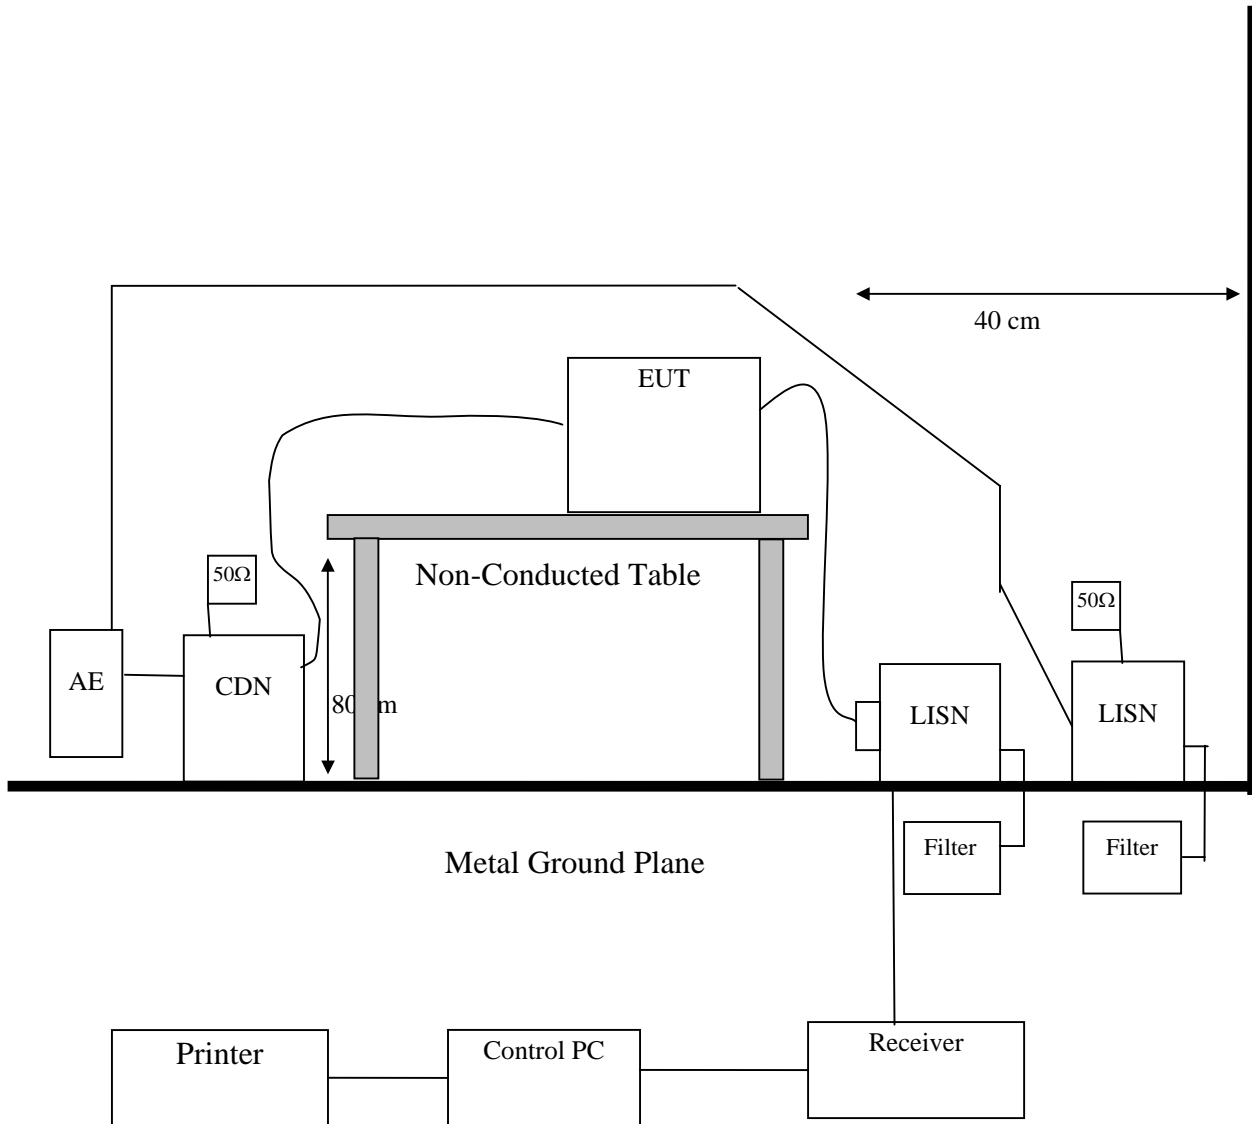 40 cm
EUT
50Ω
Non-Conducted Table
50Ω
AE
CDN
80 m
LISN
LISN
Metal Ground Plane
Filter
Filter
Printer
Control PC
Receiver